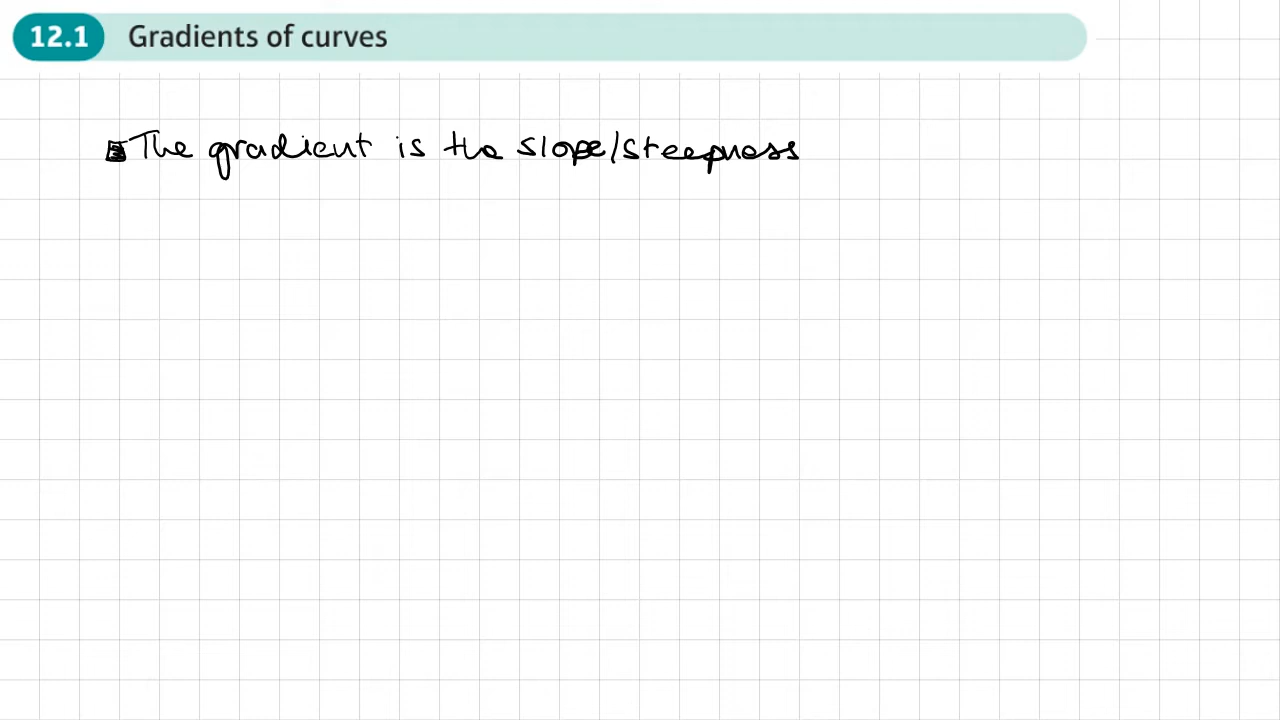 12.1 Gradients of curves
The gradient is the slope/steepness